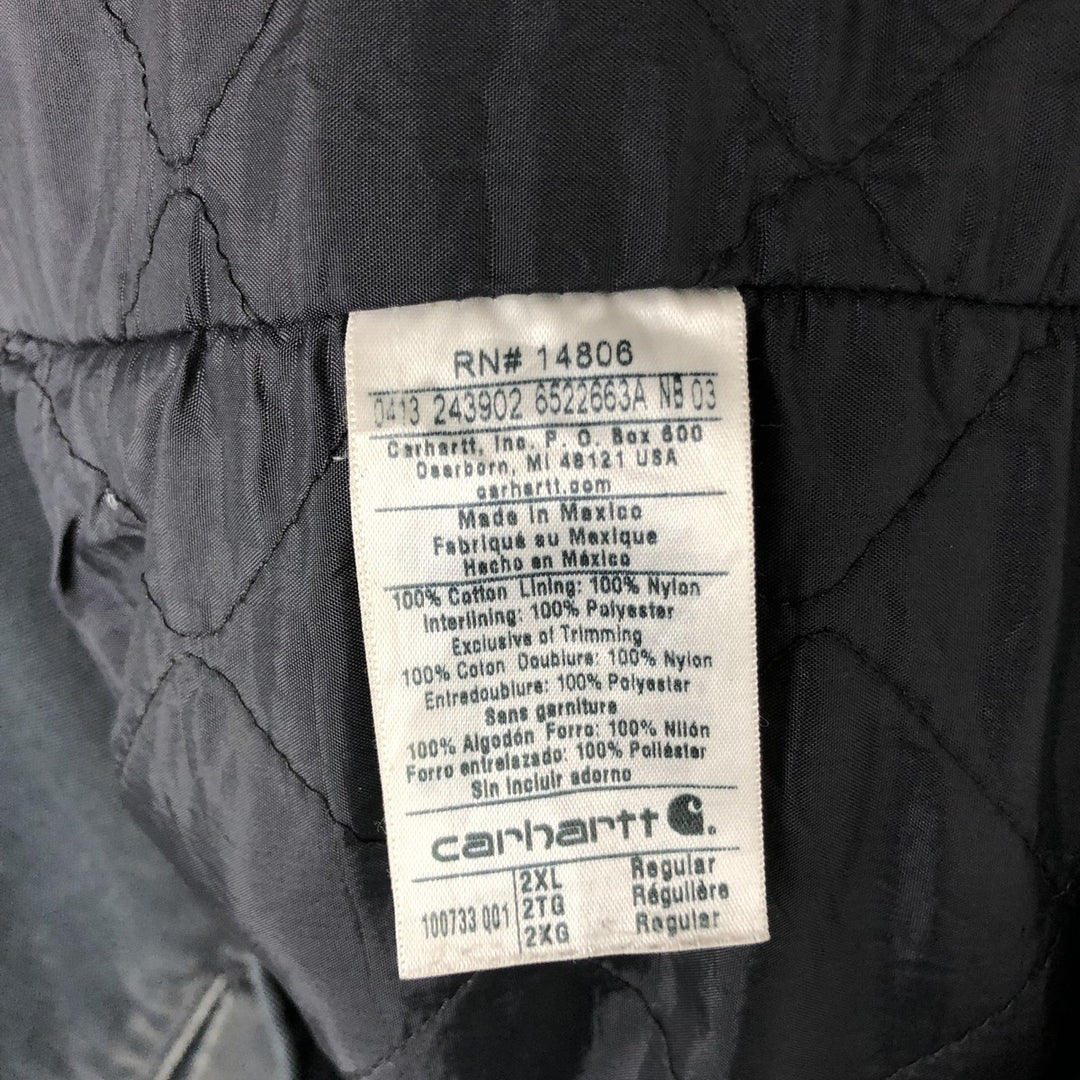 RN# 14806
0413 243902 6522663A NB 03
Carhartt, Inc. P. O. Box 600
Dearborn, MI 48121 USA
carhartt.com
Made in Mexico
Fabriqué au Mexique
Hecho en México
100% Cotton Lining: 100% Nylon
Interlining: 100% Polyester
Exclusive of Trimming
100% Coton Doublure: 100% Nylon
Entredoublure: 100% Polyester
Sans garniture
100% Algodón Forro: 100% Nilón
Forro entrelazado: 100% Poliéster
Sin incluir adorno
carhartt
100733 001
2XL Regular
2TG Régulière
2XG Regular